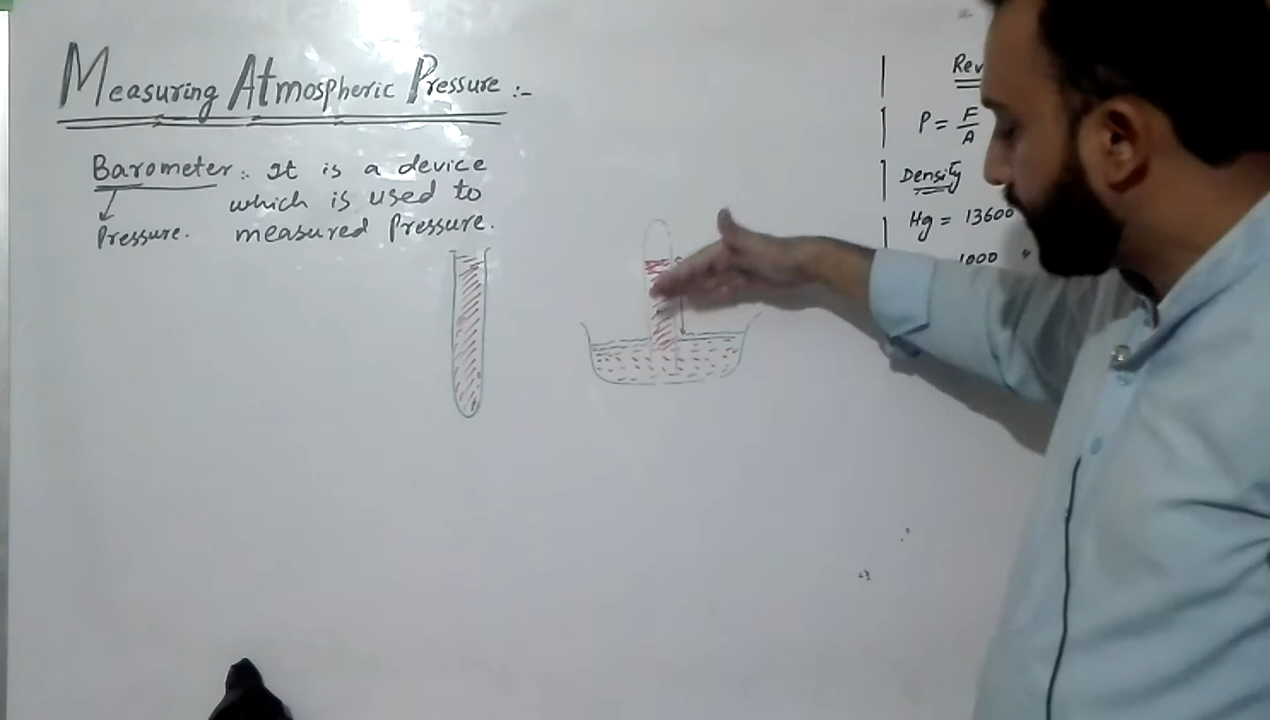 Measuring Atmospheric Pressure :-
Barometer :. It is a device
which is used to
Pressure. measured Pressure.
Rev
P = F/A
Density
Hg = 13600
1000